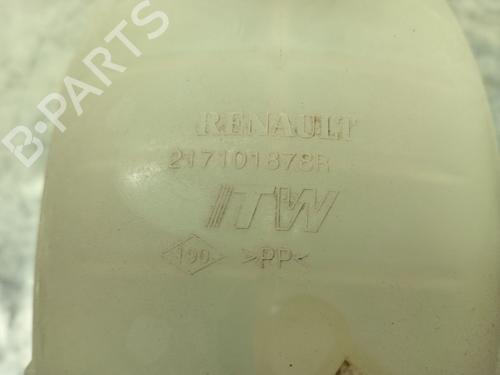 B-PARTS
RENAULT
217101878R
ITW
190 >PP<